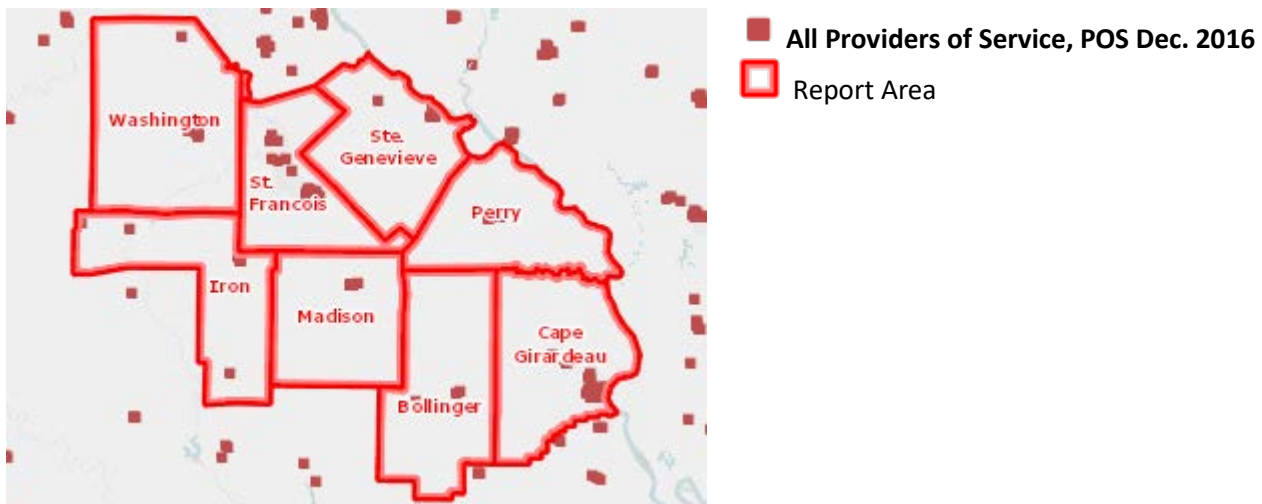 All Providers of Service, POS Dec. 2016
Report Area
Washington
Ste.
Genevieve
St.
Francois
Perry
Iron
Madison
Cape
Girardeau
Bollinger